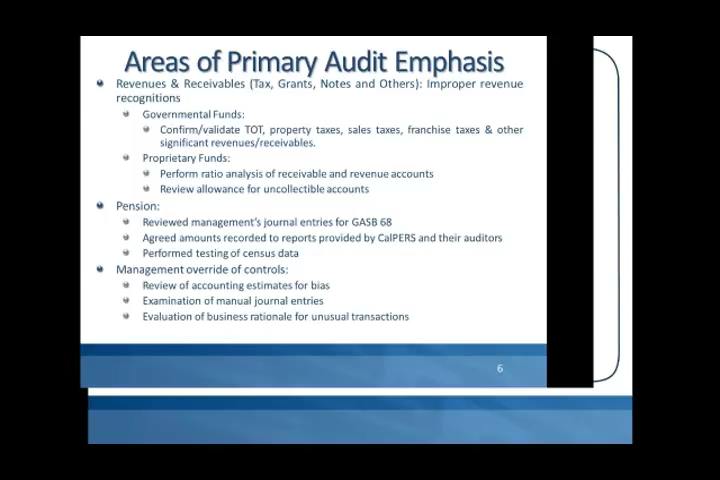 Areas of Primary Audit Emphasis
Revenues & Receivables (Tax, Grants, Notes and Others): Improper revenue
recognitions
Governmental Funds:
Confirm/validate TOT, property taxes, sales taxes, franchise taxes & other
significant revenues/receivables.
Proprietary Funds:
Perform ratio analysis of receivable and revenue accounts
Review allowance for uncollectible accounts
Pension:
Reviewed management's journal entries for GASB 68
Agreed amounts recorded to reports provided by CalPERS and their auditors
Performed testing of census data
Management override of controls:
Review of accounting estimates for bias
Examination of manual journal entries
Evaluation of business rationale for unusual transactions
6